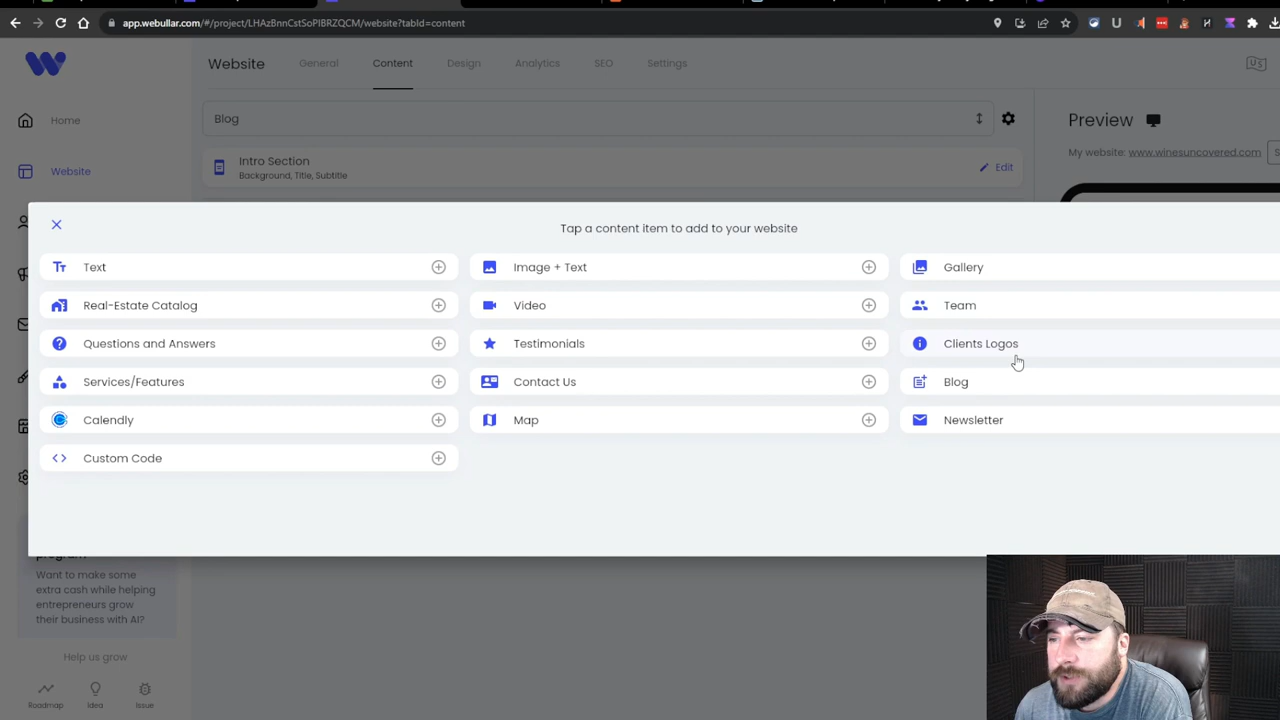 app.webullar.com/#/project/LHAzBnnCstSoPIBRZQCM/website?tabId=content
Website
General
Content
Design
Analytics
SEO
Settings
Home
Website
Blog
Intro Section
Background, Title, Subtitle
Edit
Preview
My website: www.winesuncovered.com
Tap a content item to add to your website
Text
Image + Text
Gallery
Real-Estate Catalog
Video
Team
Questions and Answers
Testimonials
Clients Logos
Services/Features
Contact Us
Blog
Calendly
Map
Newsletter
Custom Code
Want to make some
extra cash while helping
entrepreneurs grow
their business with AI?
Help us grow
Roadmap
Idea
Issue